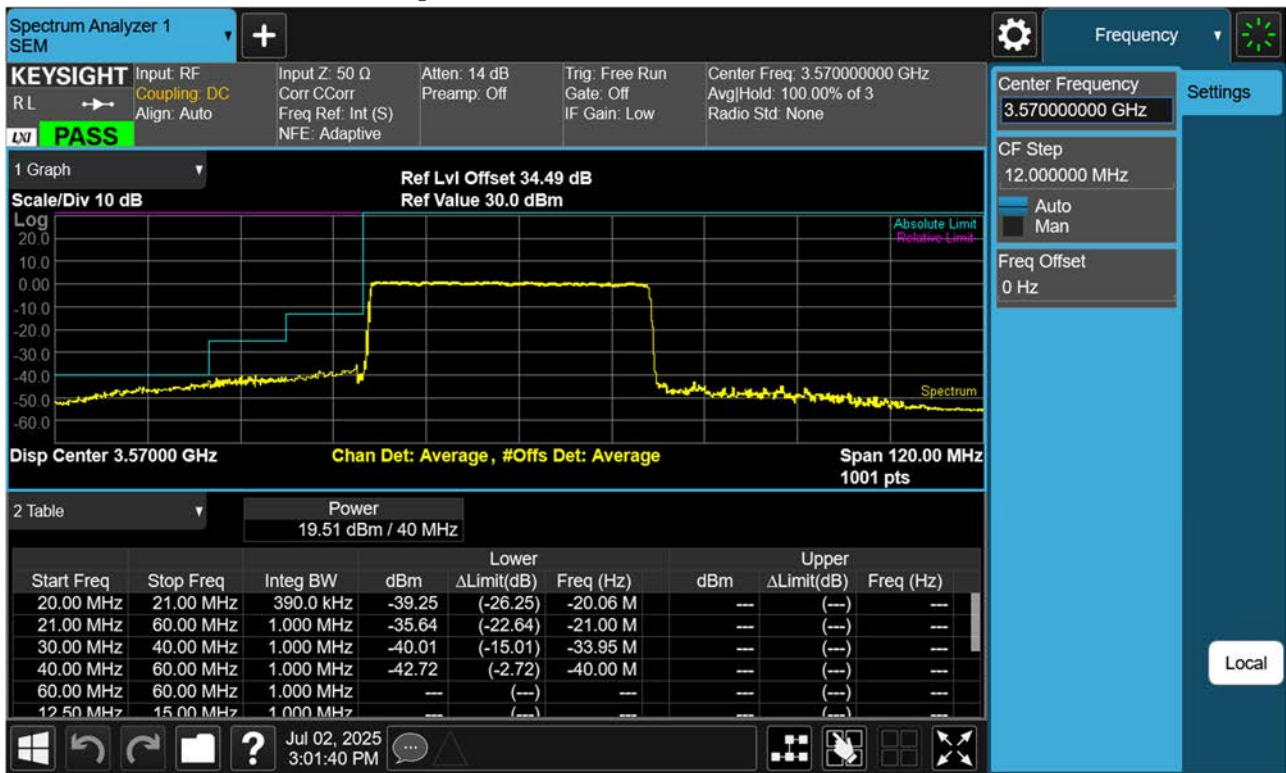 Spectrum Analyzer 1
SEM
+
Frequency
KEYSIGHT
R L
LXI
PASS
Input: RF
Coupling: DC
Align: Auto
Input Z: 50 Ω
Corr CCorr
Freq Ref: Int (S)
NFE: Adaptive
Atten: 14 dB
Preamp: Off
Trig: Free Run
Gate: Off
IF Gain: Low
Center Freq: 3.570000000 GHz
Avg|Hold: 100.00% of 3
Radio Std: None
Center Frequency
3.570000000 GHz
Settings
CF Step
12.000000 MHz
Auto
Man
Freq Offset
0 Hz
Local
1 Graph
Scale/Div 10 dB
Ref Lvl Offset 34.49 dB
Ref Value 30.0 dBm
Log
20.0
10.0
0.00
-10.0
-20.0
-30.0
-40.0
-50.0
-60.0
Absolute Limit
Relative Limit
Spectrum
Disp Center 3.57000 GHz
Chan Det: Average, #Offs Det: Average
Span 120.00 MHz
1001 pts
2 Table
Power
19.51 dBm / 40 MHz
Lower Upper
Start Freq Stop Freq Integ BW dBm ΔLimit(dB) Freq (Hz) dBm ΔLimit(dB) Freq (Hz)
20.00 MHz 21.00 MHz 390.0 kHz -39.25 (-26.25) -20.06 M --- (---) ---
21.00 MHz 60.00 MHz 1.000 MHz -35.64 (-22.64) -21.00 M --- (---) ---
30.00 MHz 40.00 MHz 1.000 MHz -40.01 (-15.01) -33.95 M --- (---) ---
40.00 MHz 60.00 MHz 1.000 MHz -42.72 (-2.72) -40.00 M --- (---) ---
60.00 MHz 60.00 MHz 1.000 MHz --- (---) --- --- (---) ---
12.50 MHz 15.00 MHz 1.000 MHz --- (---) --- --- (---) ---
?
Jul 02, 2025
3:01:40 PM